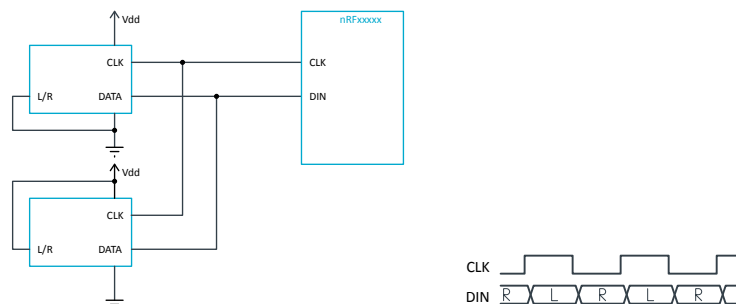 Vdd
nRFxxxxx
CLK CLK
L/R DATA DIN
Vdd
CLK
L/R DATA
CLK
DIN R L R L R